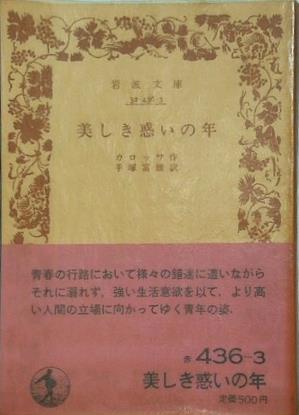 岩波文庫
美しき惑いの年
カロッサ作
手塚富雄訳
青春の行路において様々の錯迷に遭いながら
それに溺れず，強い生活意欲を以て，より高
い人間の立場に向かってゆく青年の姿．
赤 436-3
美しき惑いの年
定価500円